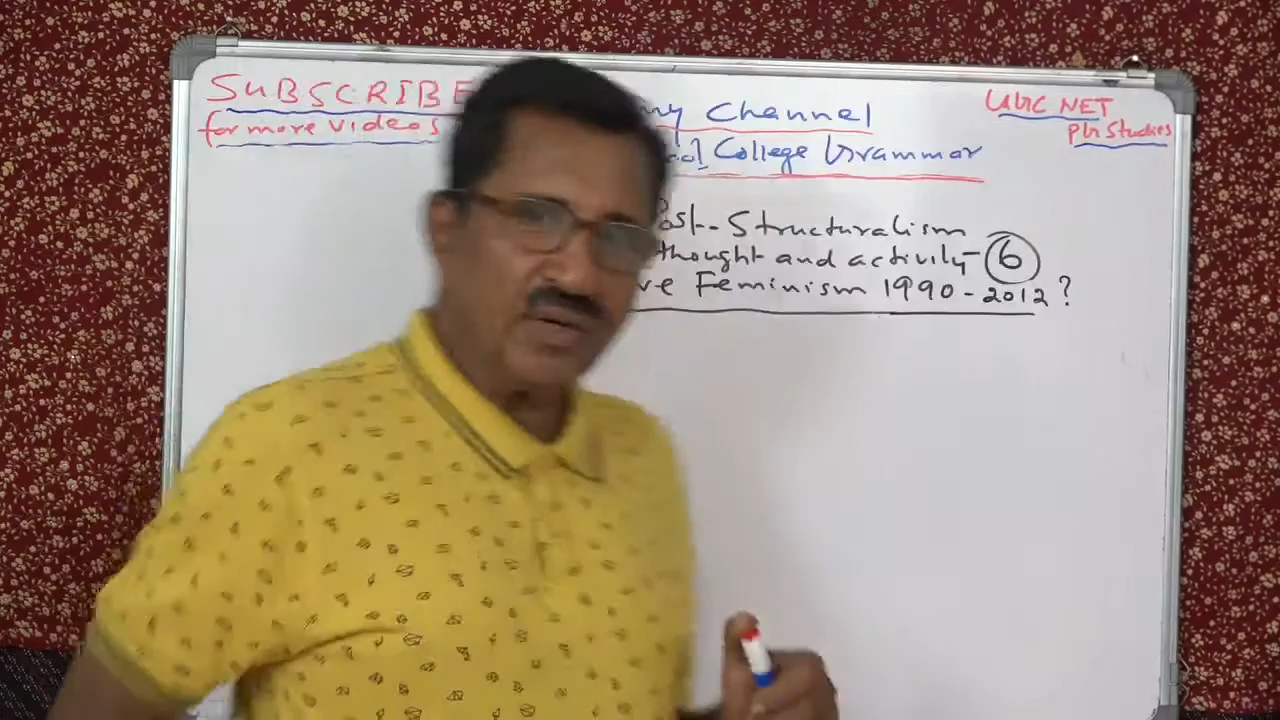 SUBSCRIBE
for more videos
my Channel
College Grammar
UGC NET
Ph Studies
Post-Structuralism
thought and activity- 6
Feminism 1990-2012?